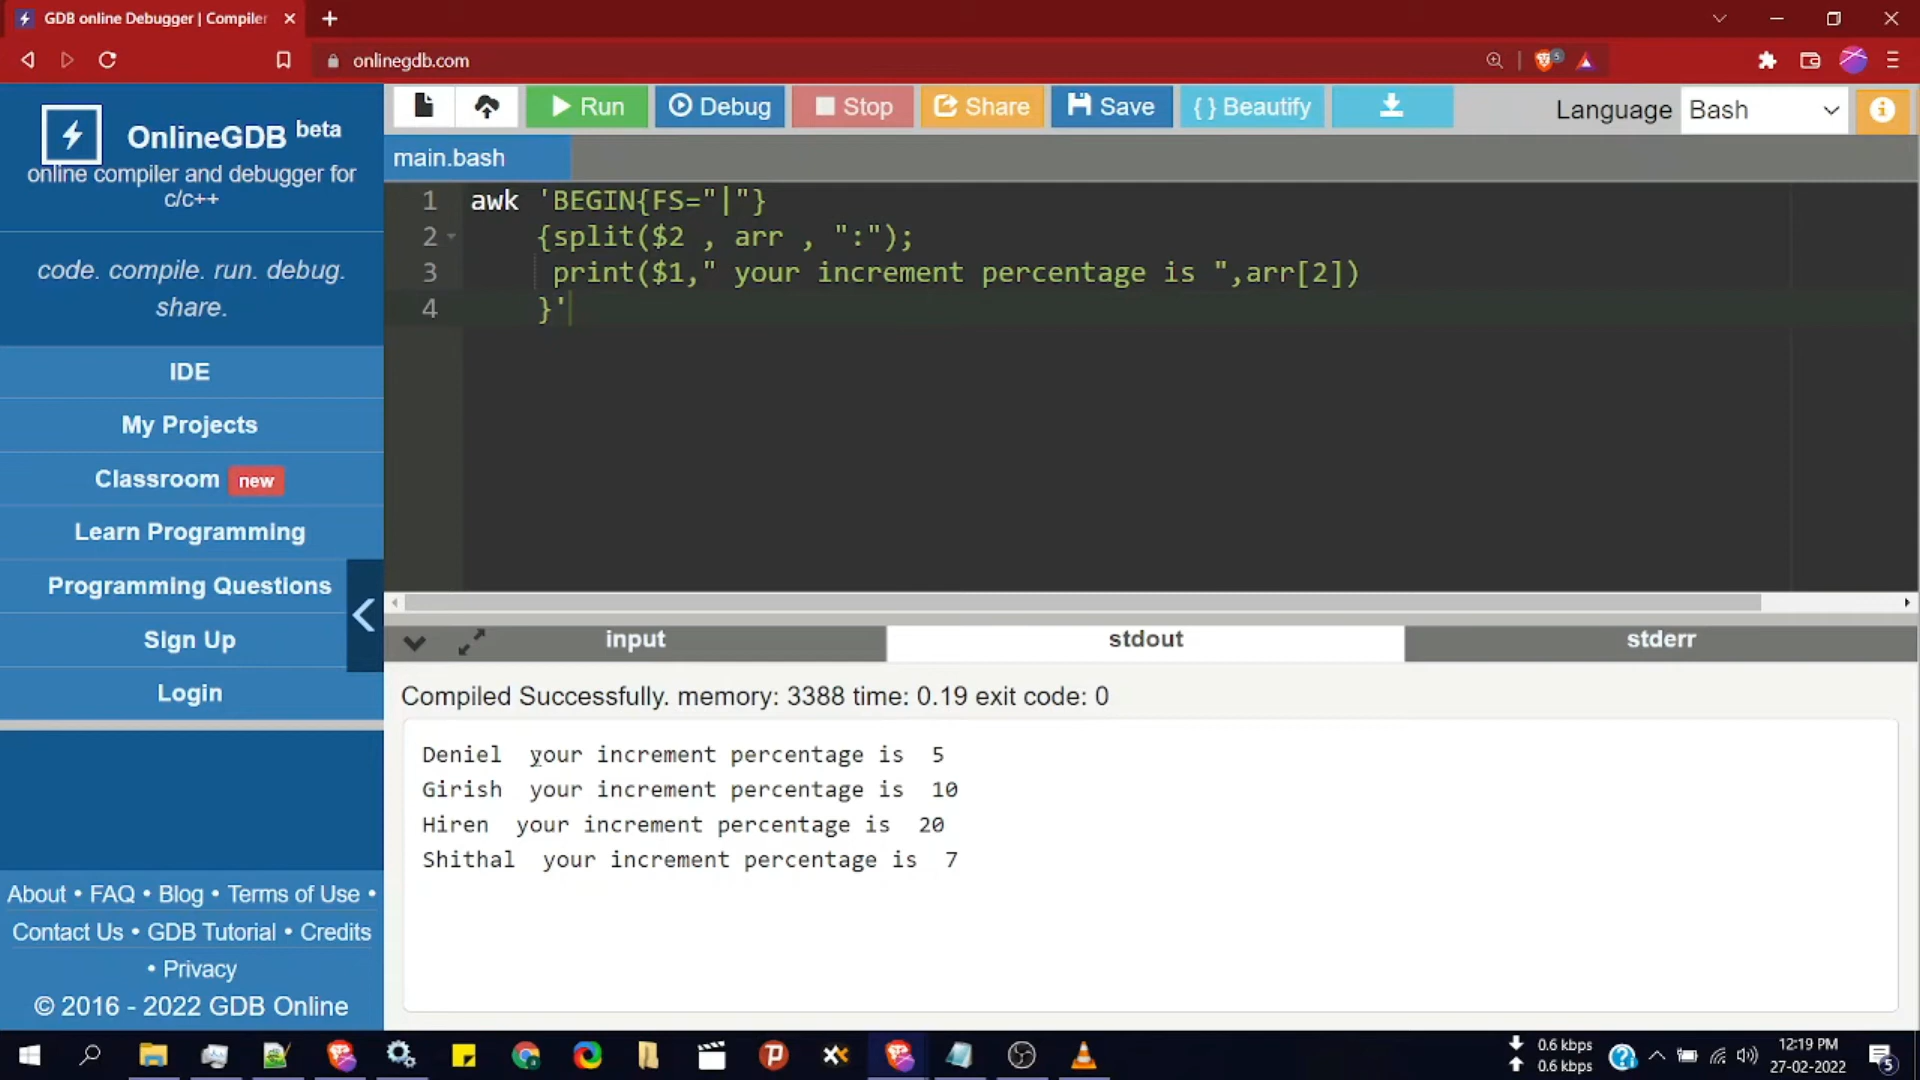 GDB online Debugger | Compiler
onlinegdb.com
5
OnlineGDB beta
online compiler and debugger for
c/c++
code. compile. run. debug.
share.
IDE
My Projects
Classroom new
Learn Programming
Programming Questions
Sign Up
Login
About • FAQ • Blog • Terms of Use •
Contact Us • GDB Tutorial • Credits
• Privacy
© 2016 - 2022 GDB Online
Run Debug Stop Share Save { } Beautify Language Bash
main.bash
1 awk 'BEGIN{FS="|"}
2 {split($2 , arr , ":");
3 print($1," your increment percentage is ",arr[2])
4 }'
input stdout stderr
Compiled Successfully. memory: 3388 time: 0.19 exit code: 0
Deniel  your increment percentage is  5
Girish  your increment percentage is  10
Hiren  your increment percentage is  20
Shithal  your increment percentage is  7
0.6 kbps
0.6 kbps
12:19 PM
27-02-2022
5